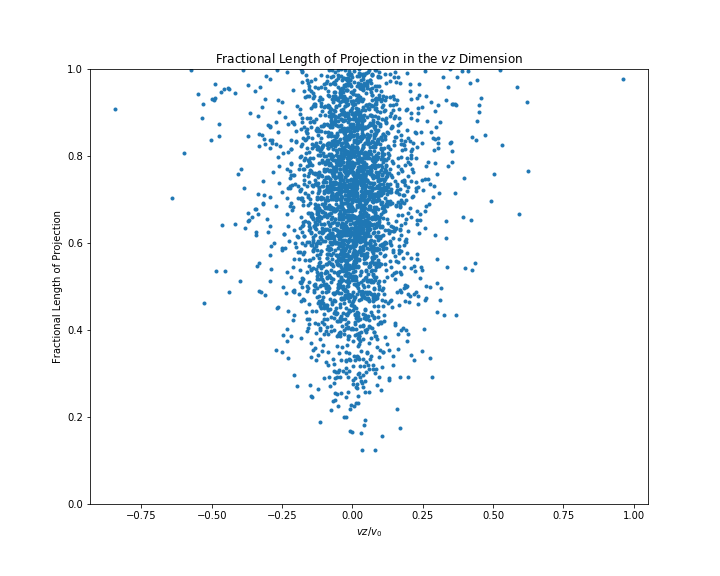 Fractional Length of Projection in the vz Dimension
1.0
0.8
0.6
0.4
0.2
0.0
Fractional Length of Projection
−0.75 −0.50 −0.25 0.00 0.25 0.50 0.75 1.00
vz/v₀